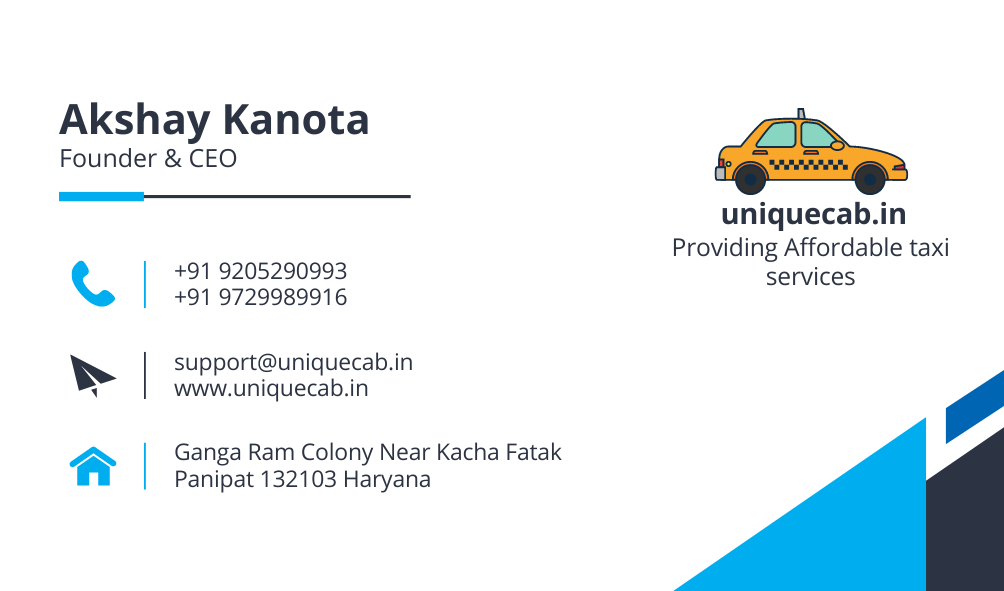 Akshay Kanota
Founder & CEO
+91 9205290993
+91 9729989916
support@uniquecab.in
www.uniquecab.in
Ganga Ram Colony Near Kacha Fatak
Panipat 132103 Haryana
uniquecab.in
Providing Affordable taxi
services